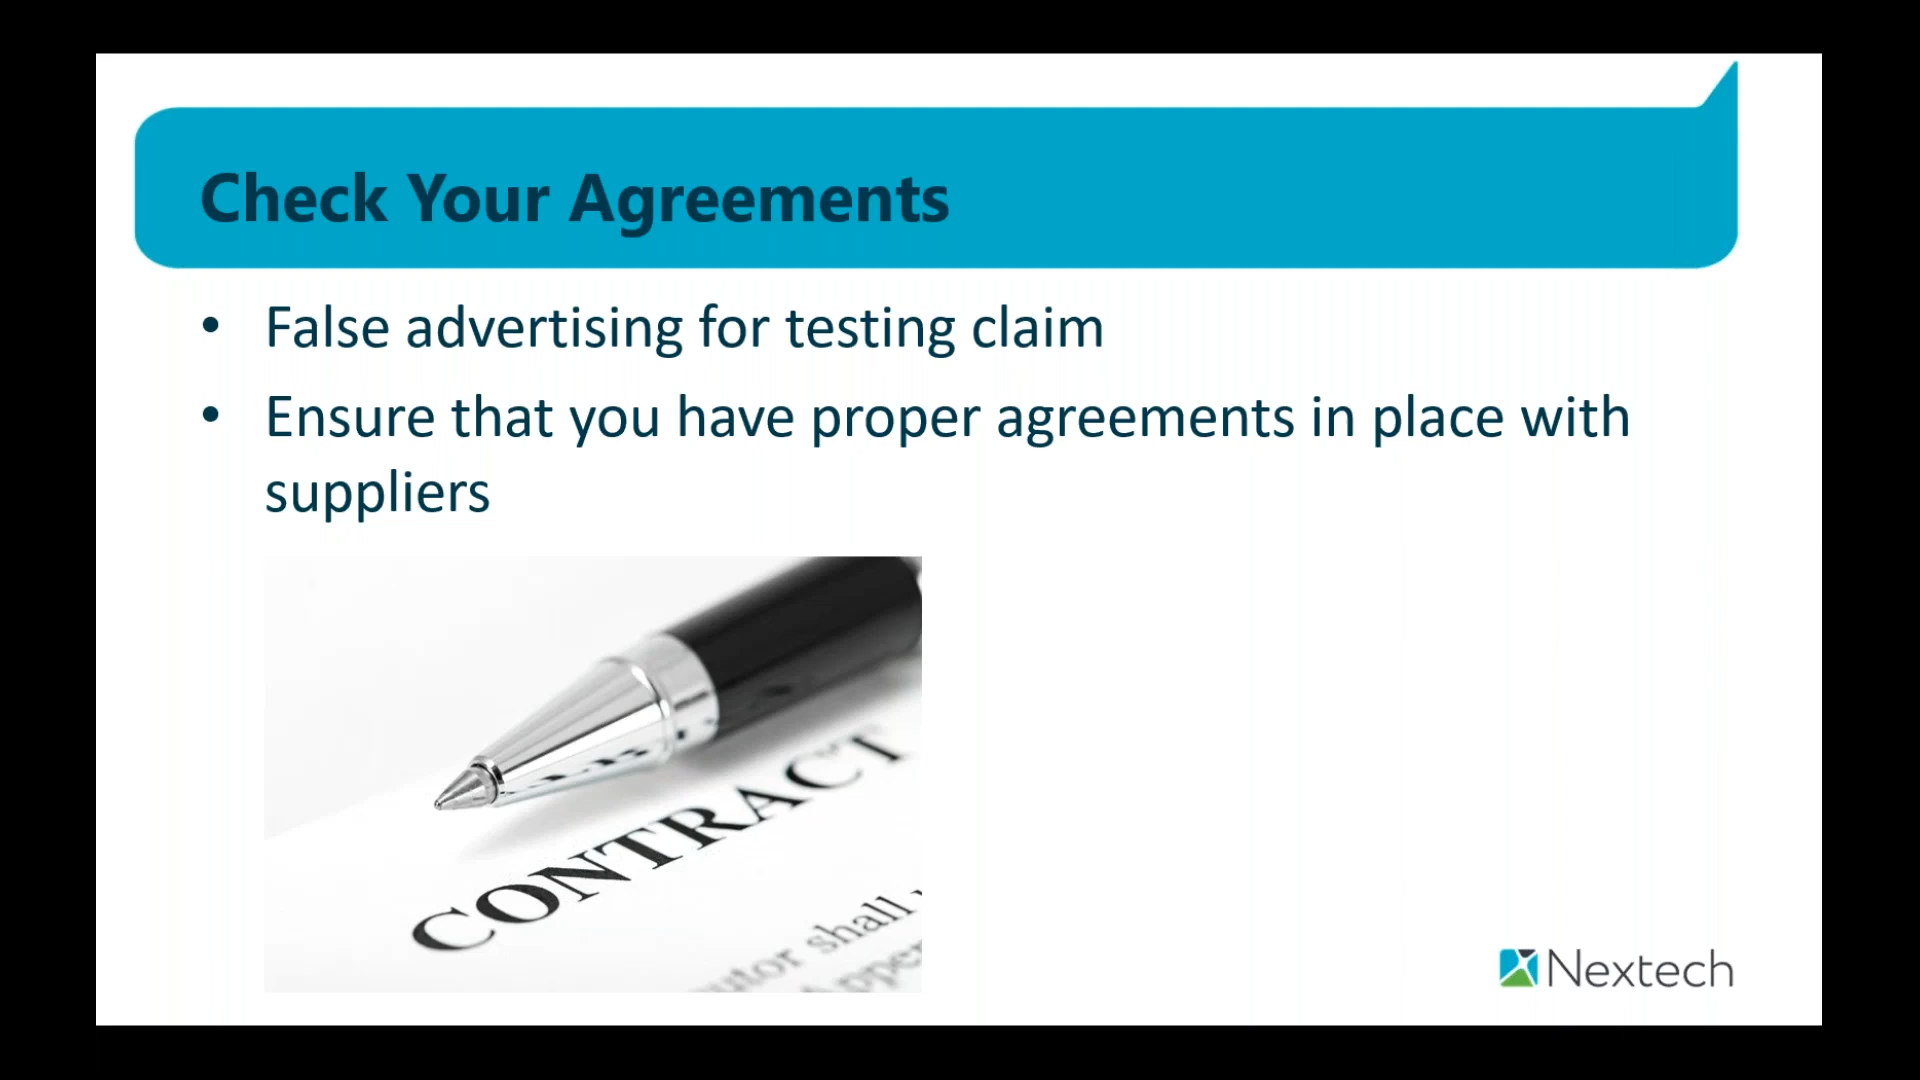 Check Your Agreements
• False advertising for testing claim
• Ensure that you have proper agreements in place with
suppliers
CONTRACT
shall
Nextech